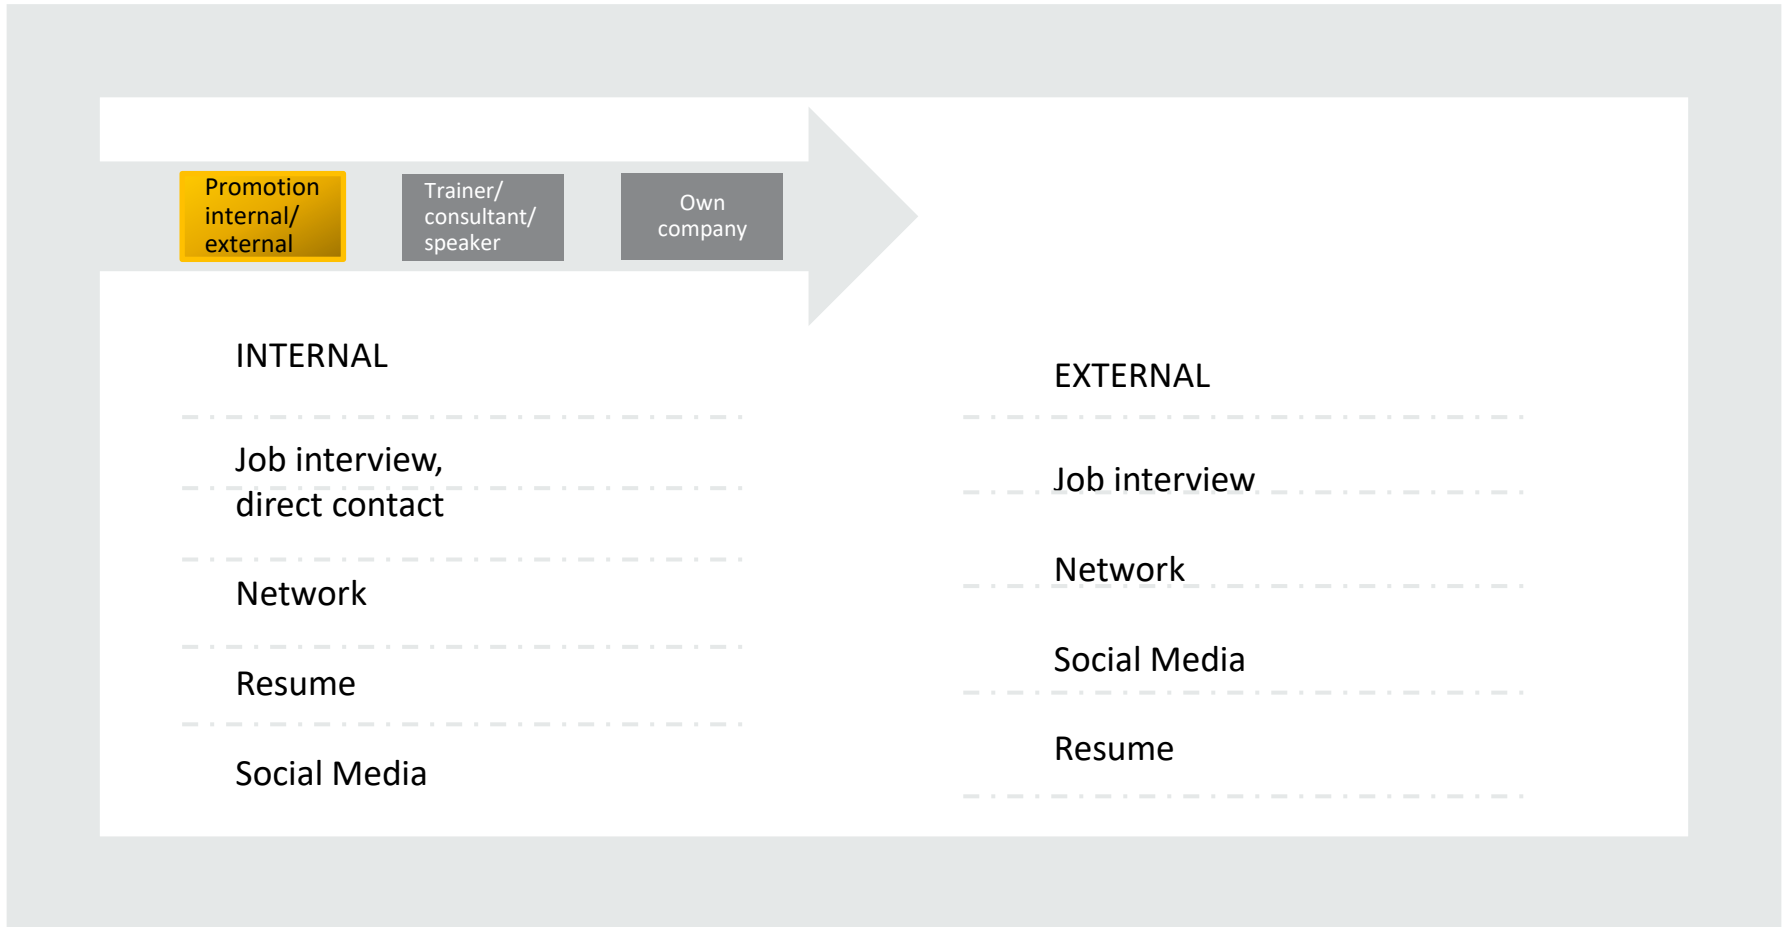 Promotion
internal/
external
Trainer/
consultant/
speaker
Own
company
INTERNAL
Job interview,
direct contact
Network
Resume
Social Media
EXTERNAL
Job interview
Network
Social Media
Resume